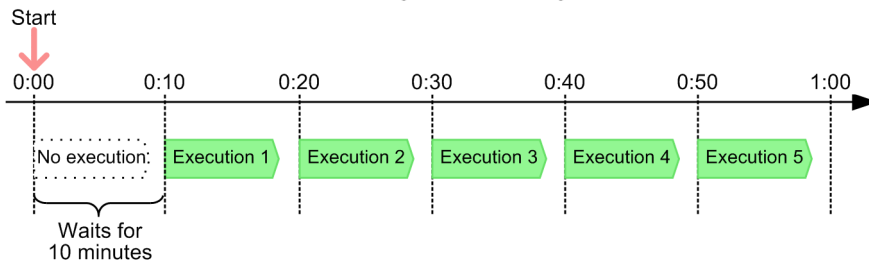 Start
0:00
0:10
0:20
0:30
0:40
0:50
1:00
No execution
Execution 1
Execution 2
Execution 3
Execution 4
Execution 5
Waits for
10 minutes